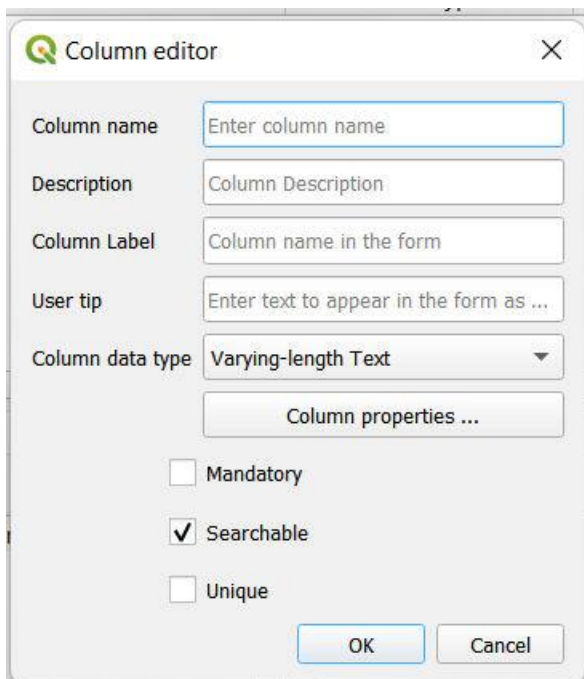 Column editor
Column name Enter column name
Description Column Description
Column Label Column name in the form
User tip Enter text to appear in the form as ...
Column data type Varying-length Text
Column properties ...
Mandatory
Searchable
Unique
OK Cancel